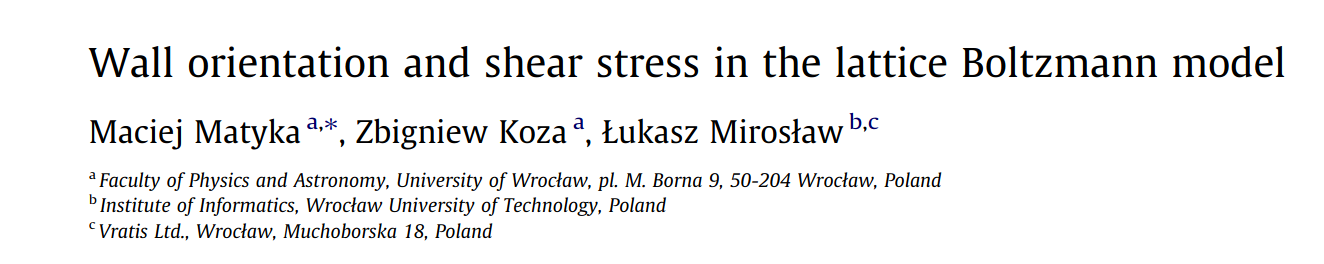 Wall orientation and shear stress in the lattice Boltzmann model
Maciej Matyka a,*, Zbigniew Koza a, Łukasz Mirosław b,c
a Faculty of Physics and Astronomy, University of Wrocław, pl. M. Borna 9, 50-204 Wrocław, Poland
b Institute of Informatics, Wrocław University of Technology, Poland
c Vratis Ltd., Wrocław, Muchoborska 18, Poland